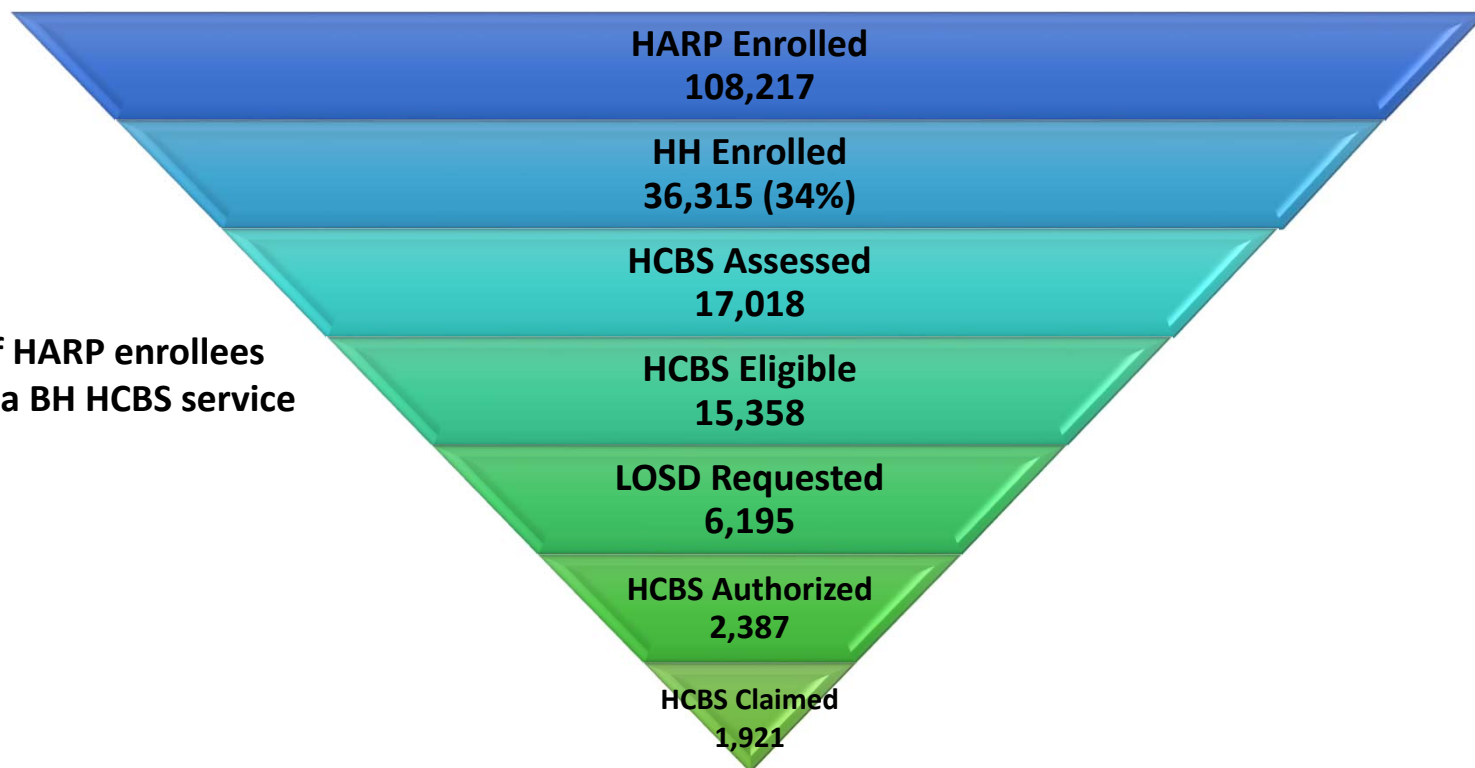 HARP Enrolled
108,217
HH Enrolled
36,315 (34%)
HCBS Assessed
17,018
HARP enrollees
a BH HCBS service
HCBS Eligible
15,358
LOSD Requested
6,195
HCBS Authorized
2,387
HCBS Claimed
1,921